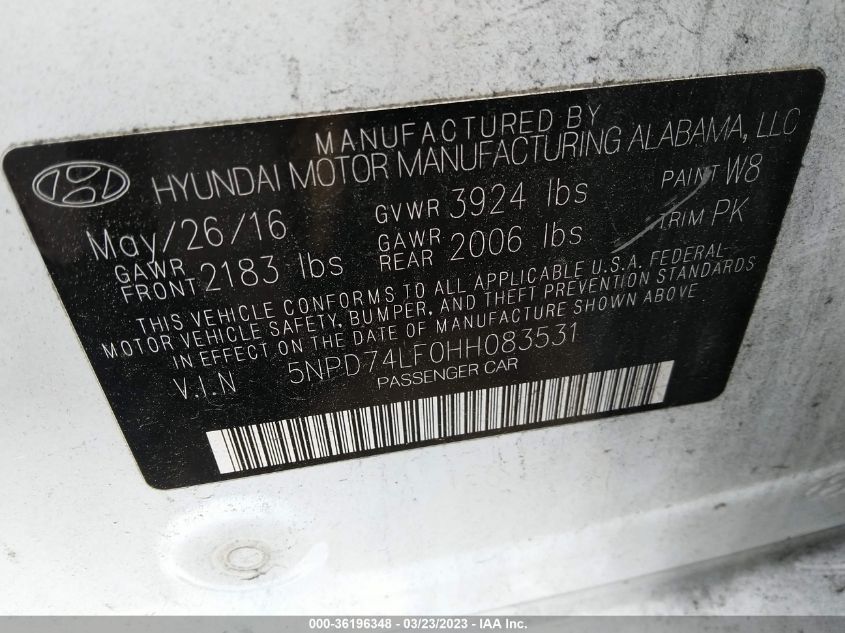 MANUFACTURED BY
HYUNDAI MOTOR MANUFACTURING ALABAMA, LLC
May/26/16 GVWR 3924 lbs PAINT W8
GAWR FRONT 2183 lbs GAWR REAR 2006 lbs TRIM PK
THIS VEHICLE CONFORMS TO ALL APPLICABLE U.S.A. FEDERAL
MOTOR VEHICLE SAFETY, BUMPER, AND THEFT PREVENTION STANDARDS
IN EFFECT ON THE DATE OF MANUFACTURE SHOWN ABOVE
V.I.N 5NPD74LF0HH083531
PASSENGER CAR
000-36196348 - 03/23/2023 - IAA Inc.